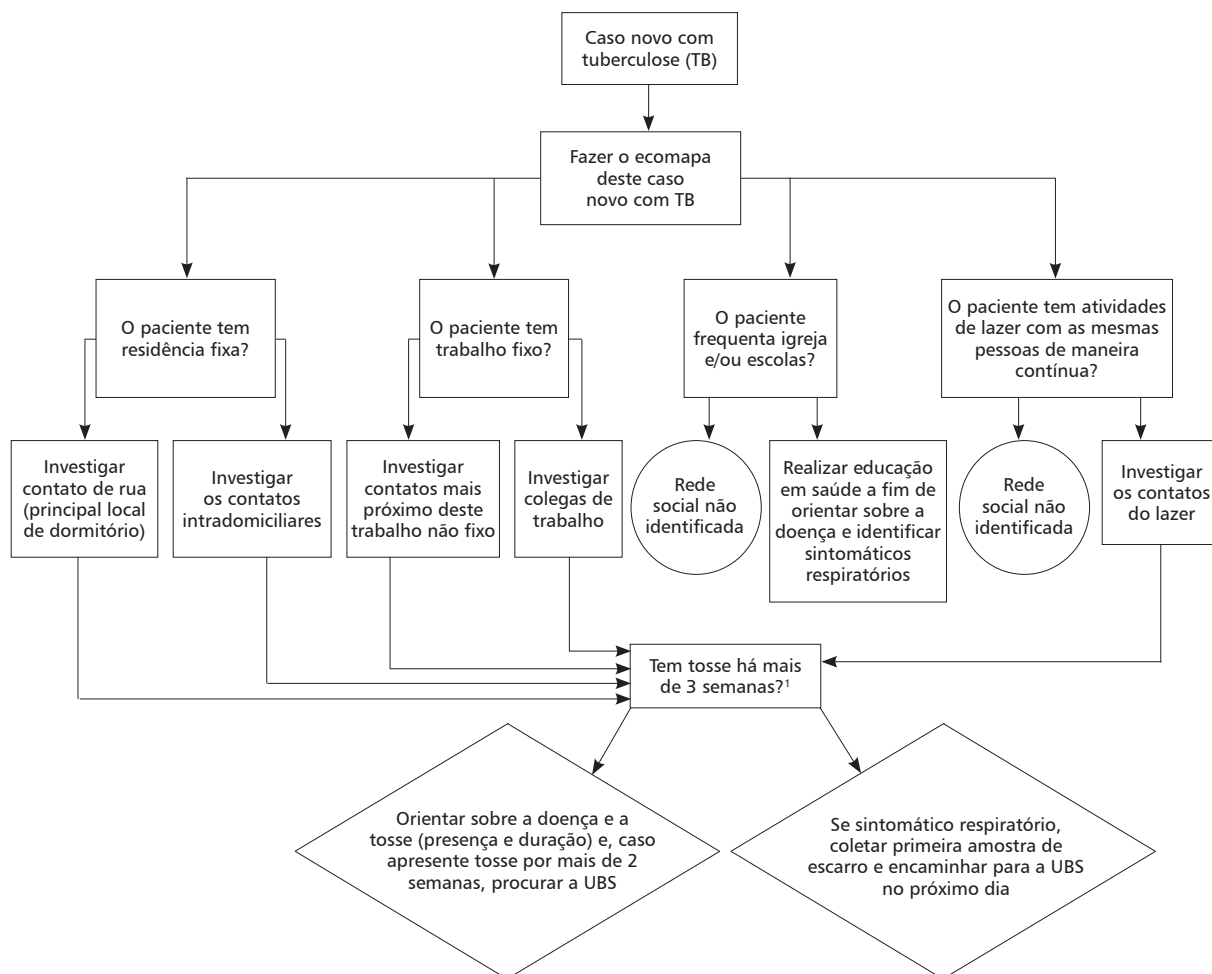 Caso novo com
tuberculose (TB)
Fazer o ecomapa
deste caso
novo com TB
O paciente tem
residência fixa?
O paciente tem
trabalho fixo?
O paciente
frequenta igreja
e/ou escolas?
O paciente tem atividades
de lazer com as mesmas
pessoas de maneira
contínua?
Investigar
contato de rua
(principal local
de dormitório)
Investigar
os contatos
intradomiciliares
Investigar
contatos mais
próximo deste
trabalho não fixo
Investigar
colegas de
trabalho
Rede
social não
identificada
Realizar educação
em saúde a fim de
orientar sobre a
doença e identificar
sintomáticos
respiratórios
Rede
social não
identificada
Investigar
os contatos
do lazer
Tem tosse há mais
de 3 semanas?¹
Orientar sobre a doença e a
tosse (presença e duração) e, caso
apresente tosse por mais de 2
semanas, procurar a UBS
Se sintomático respiratório,
coletar primeira amostra de
escarro e encaminhar para a UBS
no próximo dia